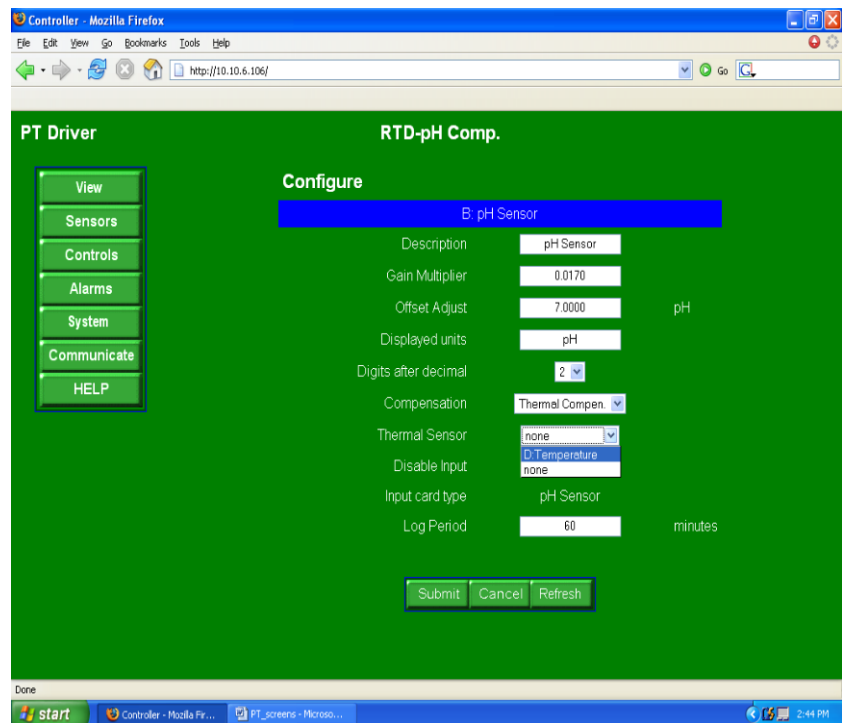 Controller - Mozilla Firefox
File Edit View Go Bookmarks Tools Help
http://10.10.6.106/ Go G
PT Driver RTD-pH Comp.
View
Sensors
Controls
Alarms
System
Communicate
HELP
Configure
B: pH Sensor
Description pH Sensor
Gain Multiplier 0.0170
Offset Adjust 7.0000 pH
Displayed units pH
Digits after decimal 2
Compensation Thermal Compen.
Thermal Sensor none
D:Temperature
Disable Input none
Input card type pH Sensor
Log Period 60 minutes
Submit Cancel Refresh
Done
start Controller - Mozilla Fir... PT_screens - Microso... 2:44 PM